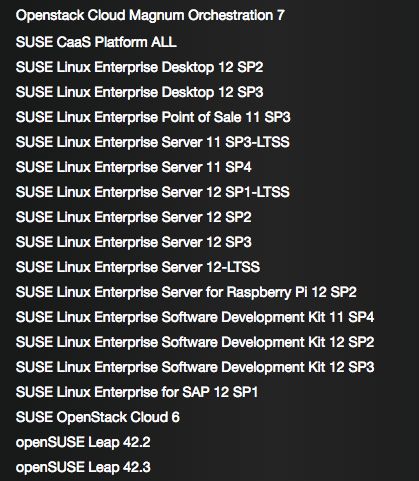 Openstack Cloud Magnum Orchestration 7
SUSE CaaS Platform ALL
SUSE Linux Enterprise Desktop 12 SP2
SUSE Linux Enterprise Desktop 12 SP3
SUSE Linux Enterprise Point of Sale 11 SP3
SUSE Linux Enterprise Server 11 SP3-LTSS
SUSE Linux Enterprise Server 11 SP4
SUSE Linux Enterprise Server 12 SP1-LTSS
SUSE Linux Enterprise Server 12 SP2
SUSE Linux Enterprise Server 12 SP3
SUSE Linux Enterprise Server 12-LTSS
SUSE Linux Enterprise Server for Raspberry Pi 12 SP2
SUSE Linux Enterprise Software Development Kit 11 SP4
SUSE Linux Enterprise Software Development Kit 12 SP2
SUSE Linux Enterprise Software Development Kit 12 SP3
SUSE Linux Enterprise for SAP 12 SP1
SUSE OpenStack Cloud 6
openSUSE Leap 42.2
openSUSE Leap 42.3